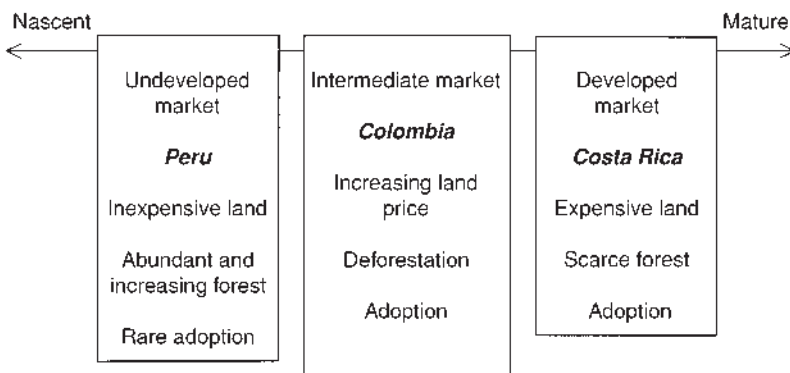 Nascent
Mature
Undeveloped
market
Peru
Inexpensive land
Abundant and
increasing forest
Rare adoption
Intermediate market
Colombia
Increasing land
price
Deforestation
Adoption
Developed
market
Costa Rica
Expensive land
Scarce forest
Adoption